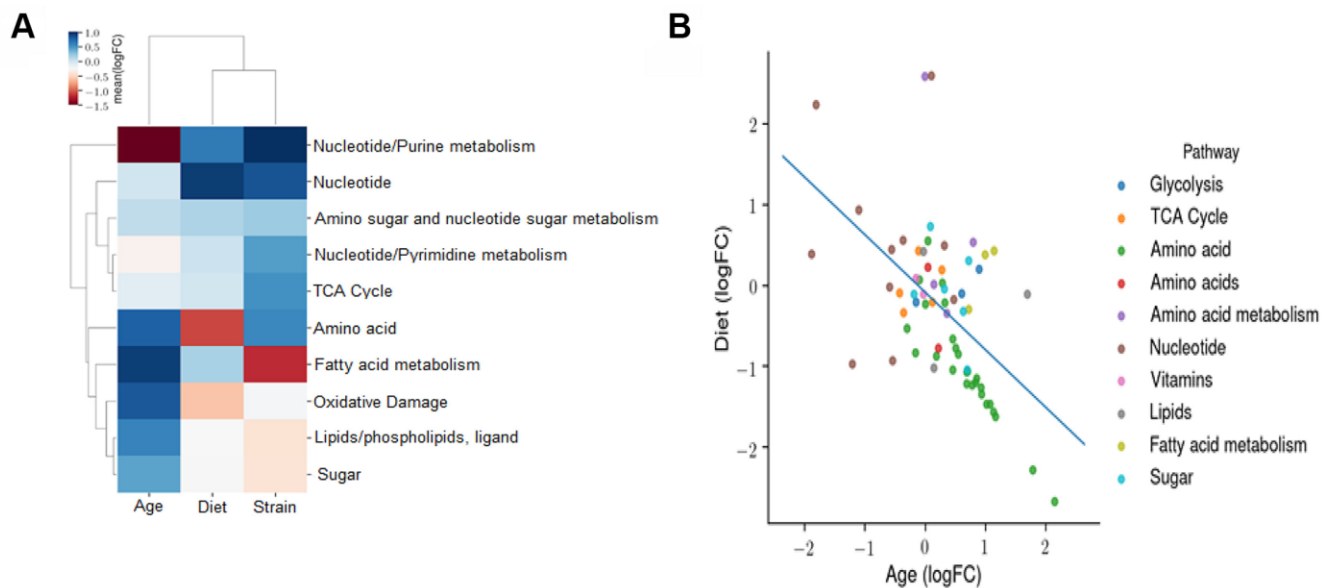 A
1.0
0.5
0.0
−0.5
−1.0
−1.5
mean(logFC)
Nucleotide/Purine metabolism
Nucleotide
Amino sugar and nucleotide sugar metabolism
Nucleotide/Pyrimidine metabolism
TCA Cycle
Amino acid
Fatty acid metabolism
Oxidative Damage
Lipids/phospholipids, ligand
Sugar
Age Diet Strain
B
2
1
0
−1
−2
Diet (logFC)
−2 −1 0 1 2
Age (logFC)
Pathway
Glycolysis
TCA Cycle
Amino acid
Amino acids
Amino acid metabolism
Nucleotide
Vitamins
Lipids
Fatty acid metabolism
Sugar